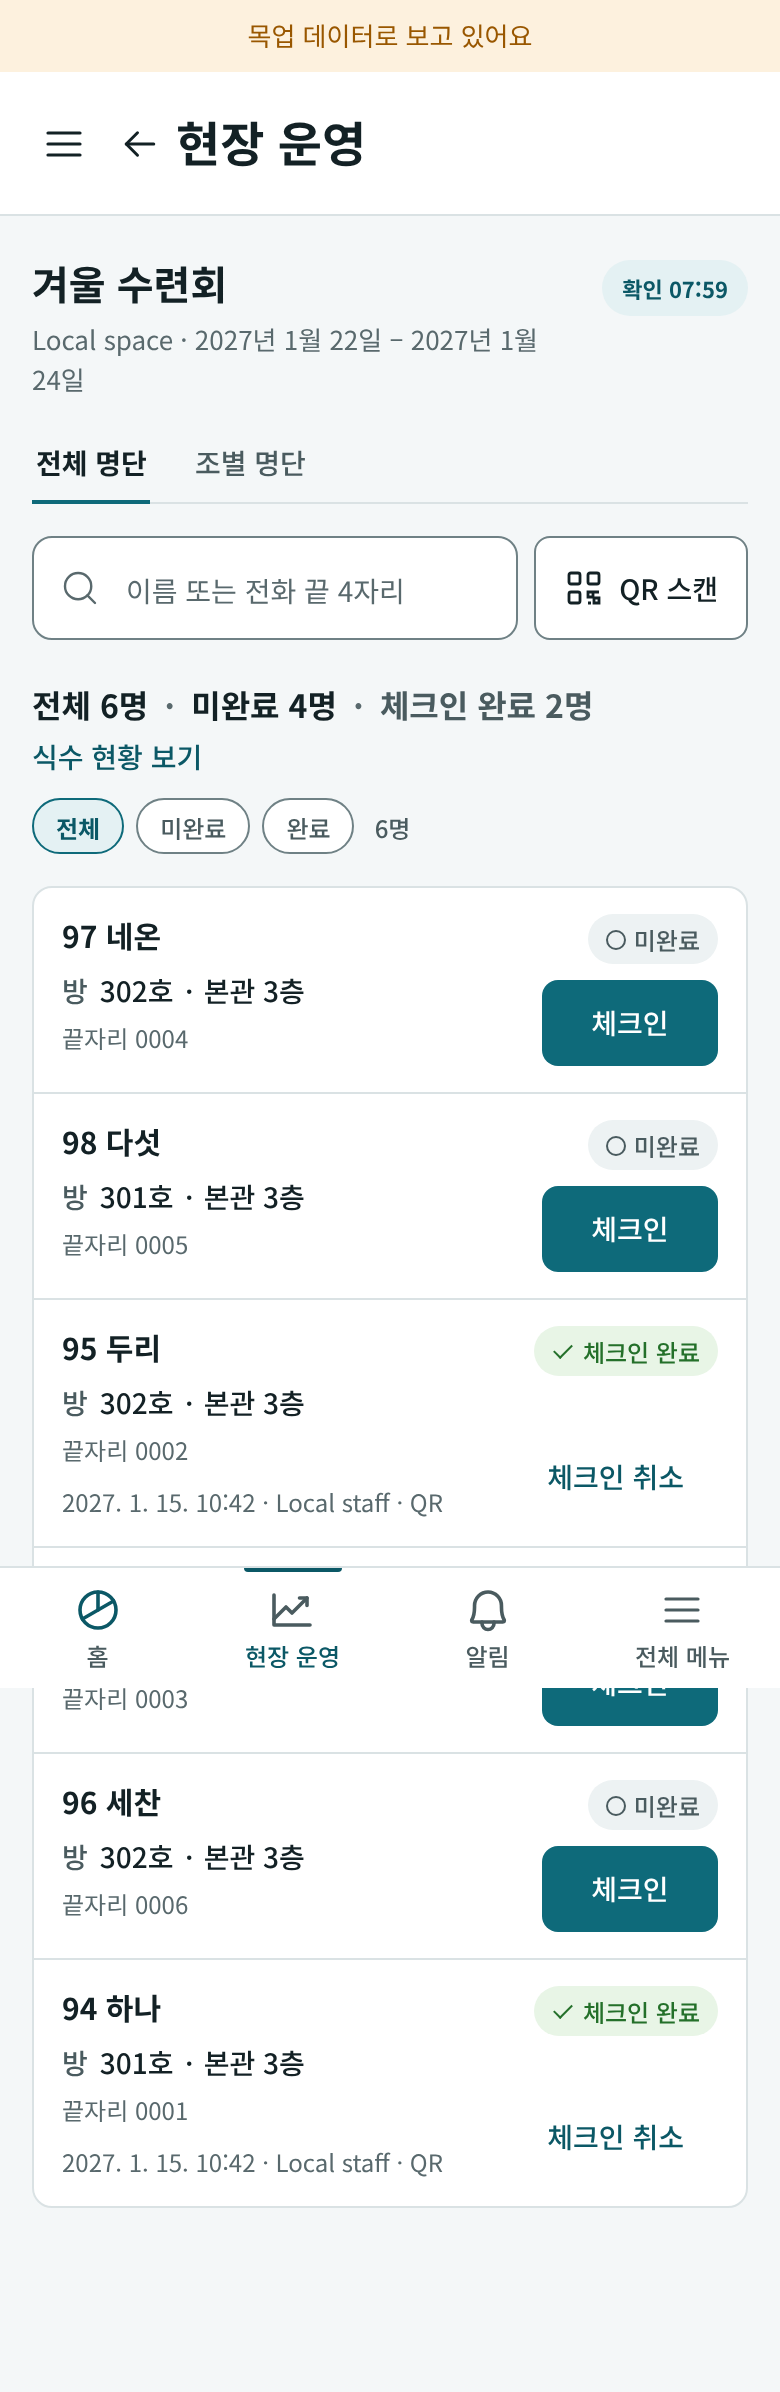 목업 데이터로 보고 있어요
현장 운영
겨울 수련회
확인 07:59
Local space · 2027년 1월 22일 – 2027년 1월
24일
전체 명단
조별 명단
이름 또는 전화 끝 4자리
QR 스캔
전체 6명 · 미완료 4명 · 체크인 완료 2명
식수 현황 보기
전체
미완료
완료
6명
97 네온
미완료
방 302호 · 본관 3층
체크인
끝자리 0004
98 다섯
미완료
방 301호 · 본관 3층
체크인
끝자리 0005
95 두리
체크인 완료
방 302호 · 본관 3층
끝자리 0002
체크인 취소
2027. 1. 15. 10:42 · Local staff · QR
홈
현장 운영
알림
전체 메뉴
끝자리 0003
96 세찬
미완료
방 302호 · 본관 3층
체크인
끝자리 0006
94 하나
체크인 완료
방 301호 · 본관 3층
끝자리 0001
체크인 취소
2027. 1. 15. 10:42 · Local staff · QR